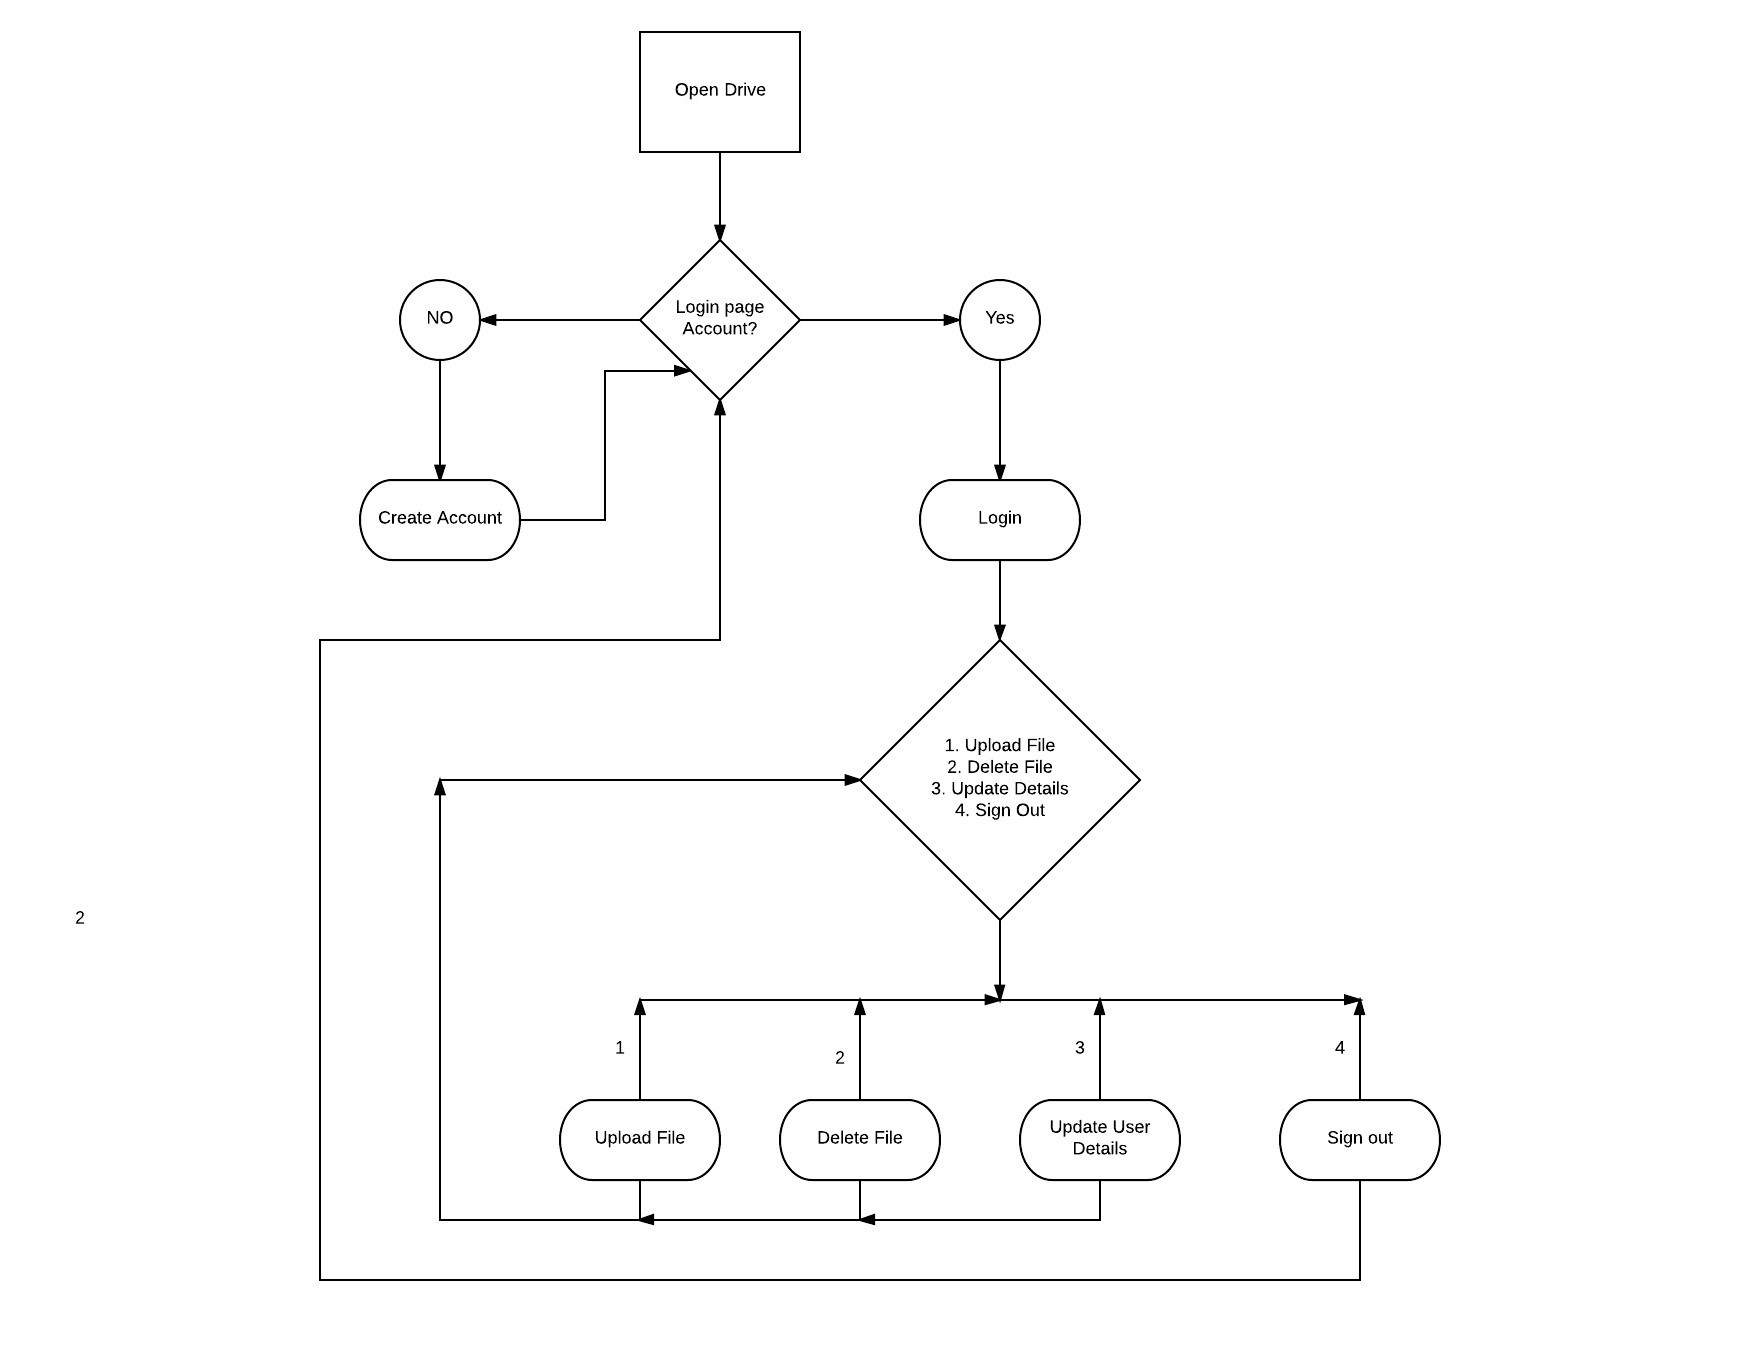 Open Drive
Login page
Account?
NO
Yes
Create Account
Login
1. Upload File
2. Delete File
3. Update Details
4. Sign Out
2
1
2
3
4
Upload File
Delete File
Update User
Details
Sign out